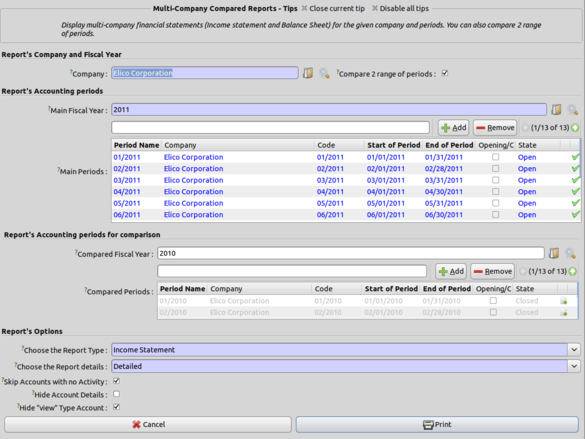 Multi-Company Compared Reports - Tips Close current tip Disable all tips
Display multi-company financial statements (Income statement and Balance Sheet) for the given company and periods. You can also compare 2 range
of periods.
Report's Company and Fiscal Year
?Company : Elico Corporation ?Compare 2 range of periods :
Report's Accounting periods
?Main Fiscal Year : 2011
Add Remove (1/13 of 13)
Period Name Company Code Start of Period End of Period Opening/C State
01/2011 Elico Corporation 01/2011 01/01/2011 01/31/2011 Open
02/2011 Elico Corporation 02/2011 02/01/2011 02/28/2011 Open
03/2011 Elico Corporation 03/2011 03/01/2011 03/31/2011 Open
?Main Periods :
04/2011 Elico Corporation 04/2011 04/01/2011 04/30/2011 Open
05/2011 Elico Corporation 05/2011 05/01/2011 05/31/2011 Open
06/2011 Elico Corporation 06/2011 06/01/2011 06/30/2011 Open
Report's Accounting periods for comparison
?Compared Fiscal Year : 2010
Add Remove (1/13 of 13)
Period Name Company Code Start of Period End of Period Opening/C State
?Compared Periods :
01/2010 Elico Corporation 01/2010 01/01/2010 01/31/2010 Closed
02/2010 Elico Corporation 02/2010 02/01/2010 02/28/2010 Closed
Report's Options
?Choose the Report Type : Income Statement
?Choose the Report details : Detailed
?Skip Accounts with no Activity :
?Hide Account Details :
?Hide "view" Type Account :
Cancel Print